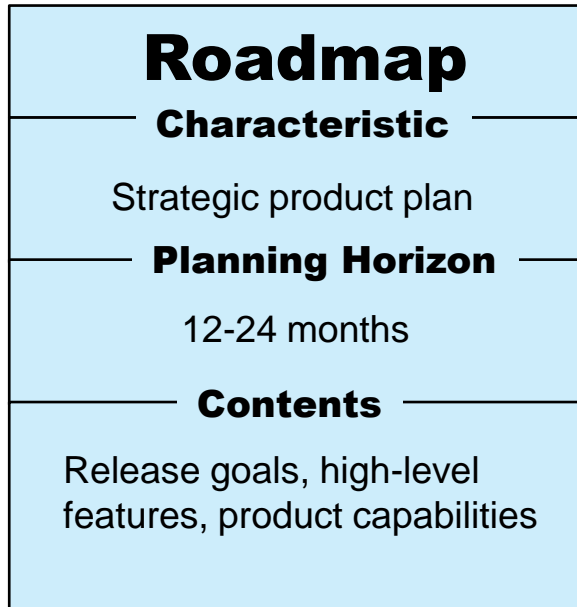 Roadmap
Characteristic
Strategic product plan
Planning Horizon
12-24 months
Contents
Release goals, high-level
features, product capabilities